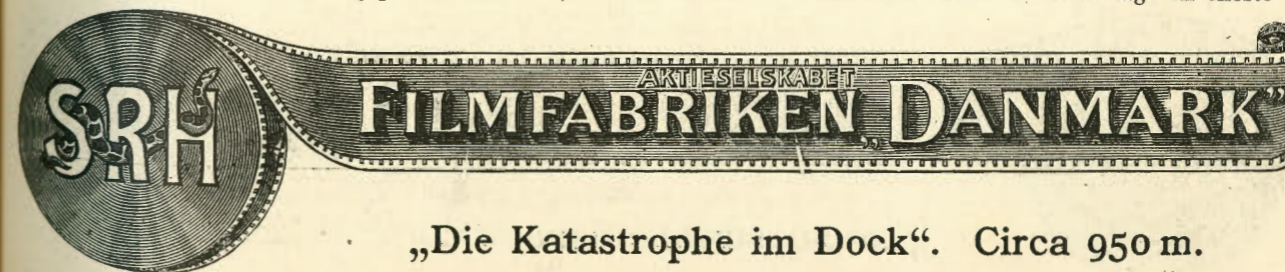 SRH
AKTIESELSKABET
FILMFABRIKEN „DANMARK”
„Die Katastrophe im Dock“. Circa 950 m.